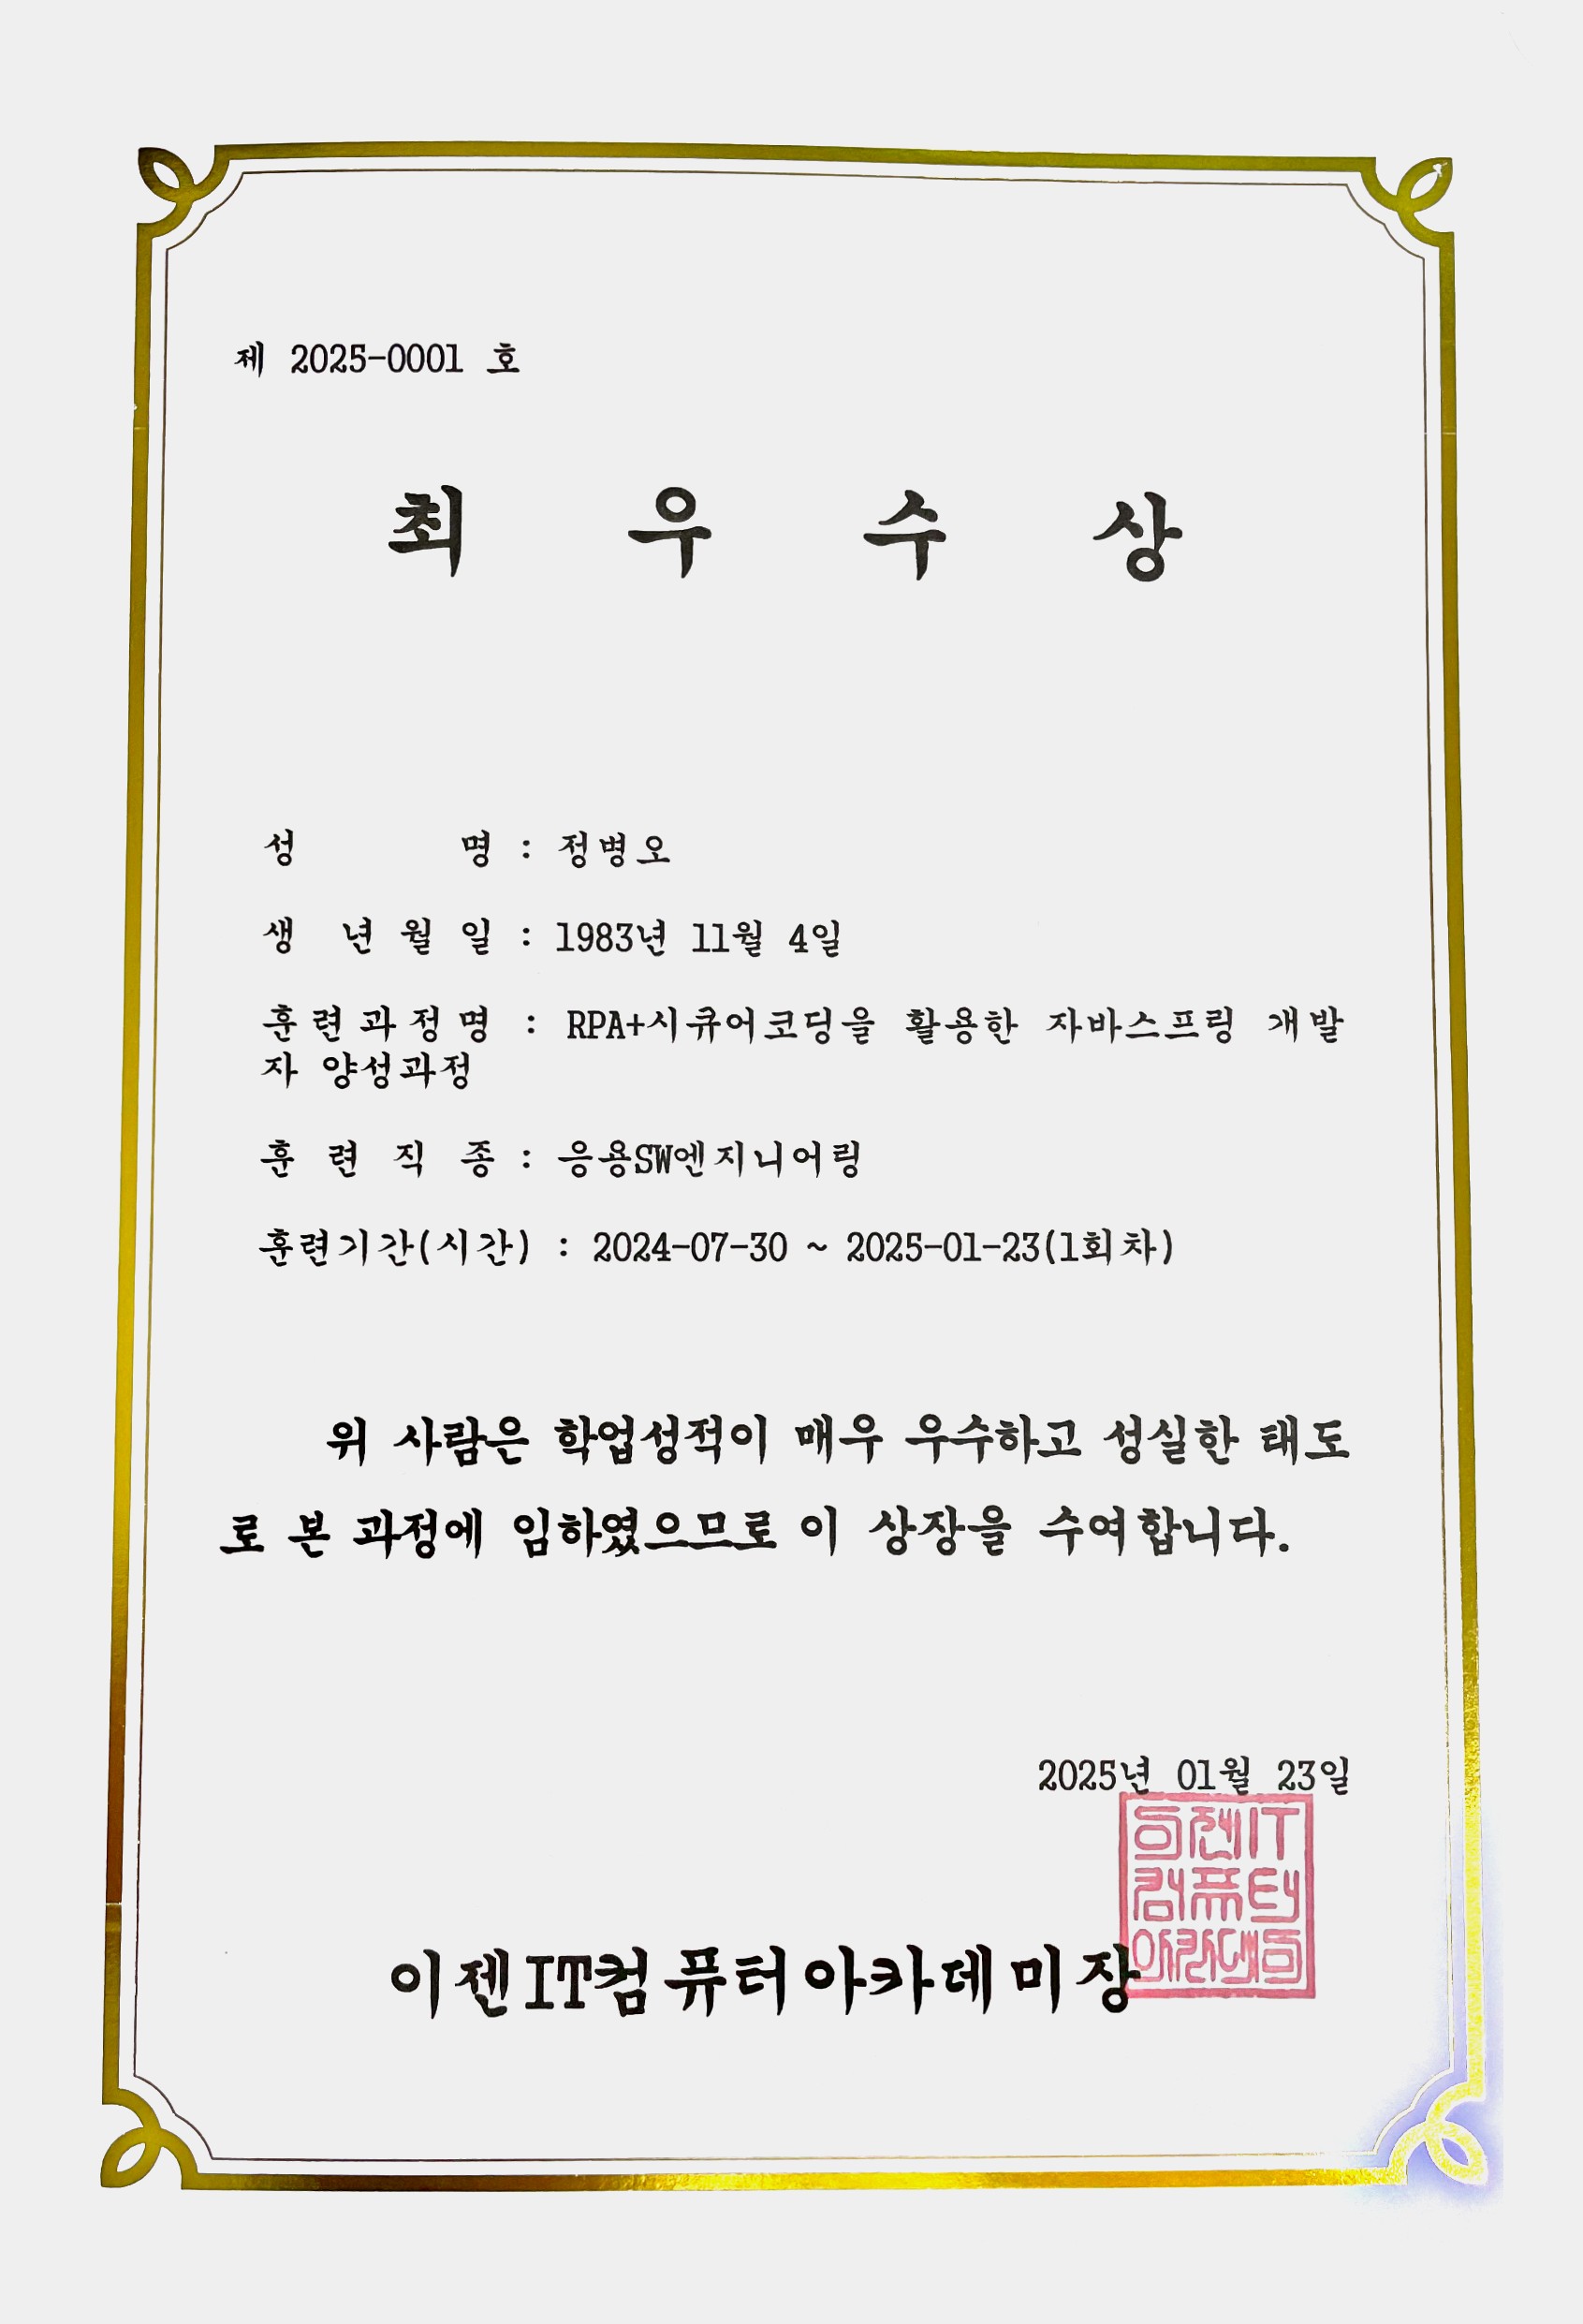 제 2025-0001 호
최 우 수 상
성 명 : 정병오
생 년 월 일 : 1983년 11월 4일
훈 련 과 정 명 : RPA+시큐어코딩을 활용한 자바스프링 개발
자 양성과정
훈 련 직 종 : 응용SW엔지니어링
훈련기간(시간) : 2024-07-30 ~ 2025-01-23(1회차)
위 사람은 학업성적이 매우 우수하고 성실한 태도
로 본 과정에 임하였으므로 이 상장을 수여합니다.
2025년 01월 23일
이젠IT
컴퓨터
아카데미
이젠IT컴퓨터아카데미장